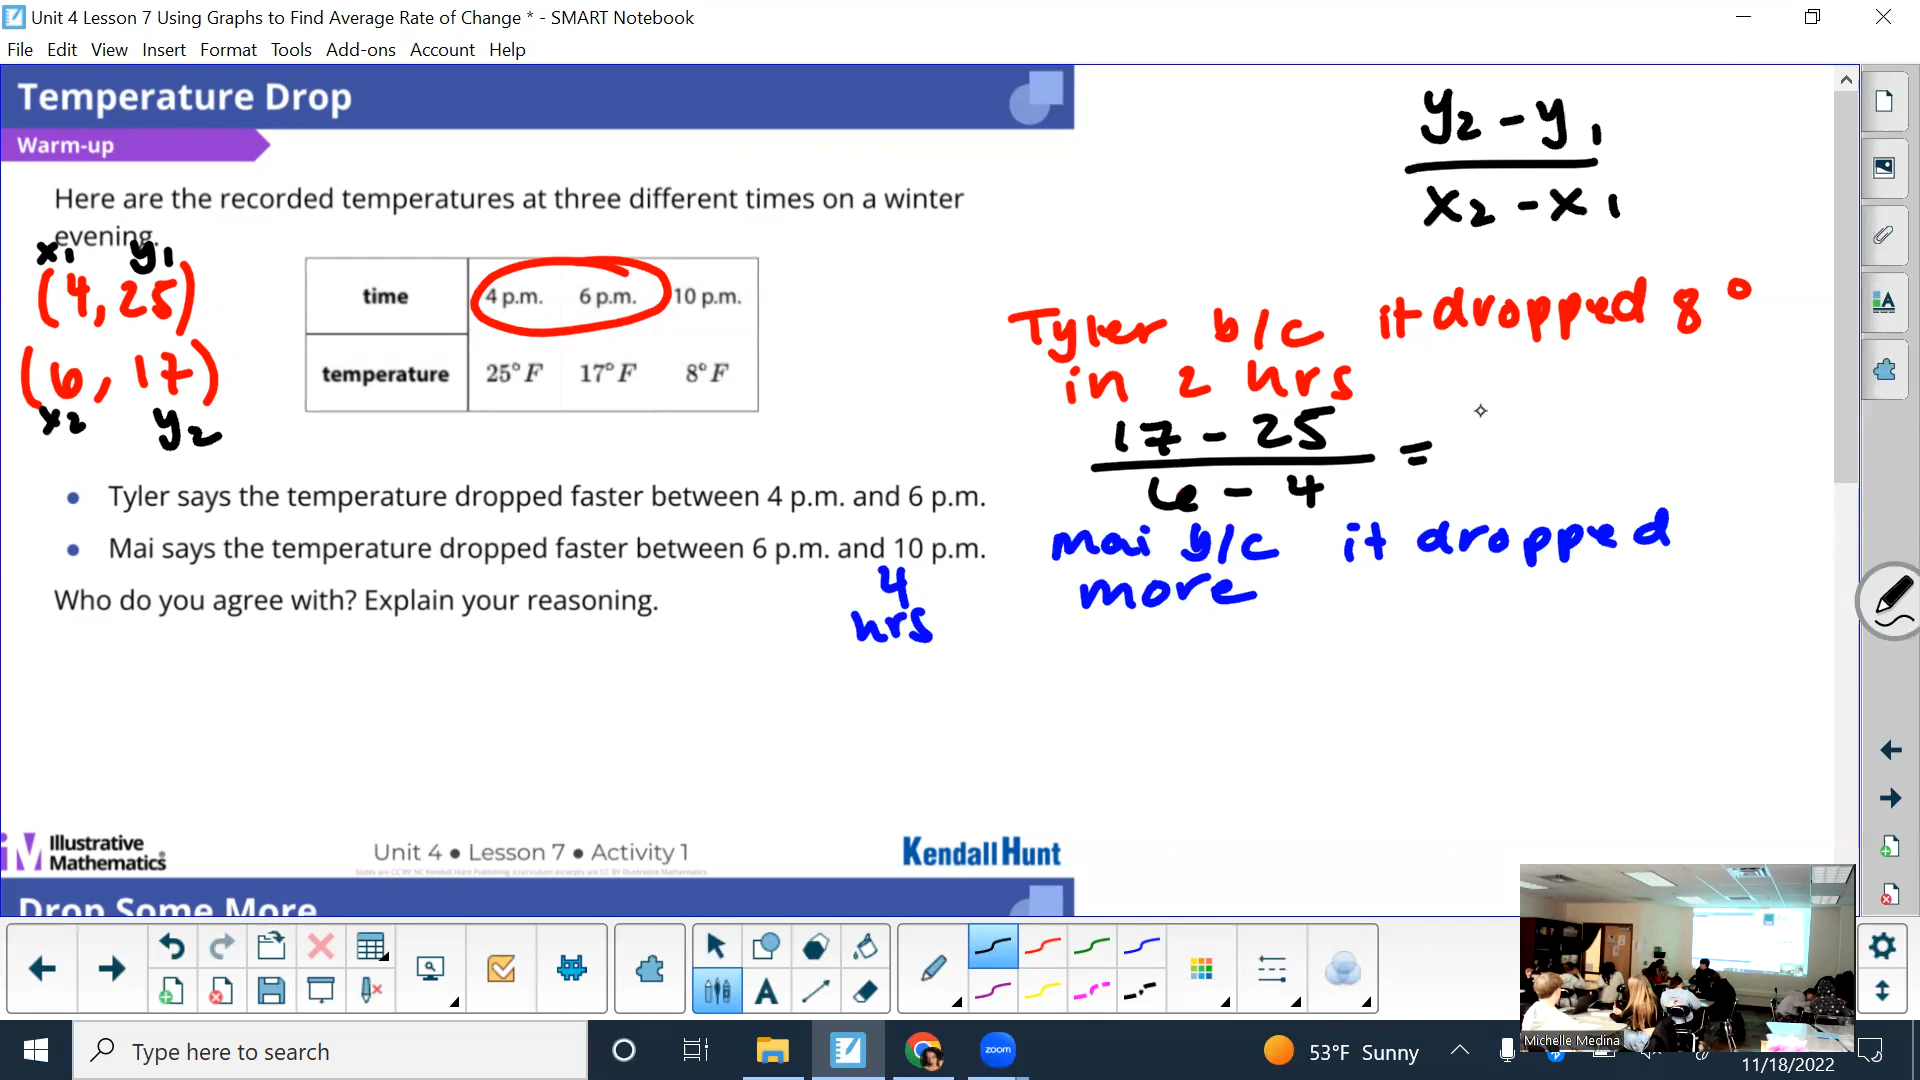 Unit 4 Lesson 7 Using Graphs to Find Average Rate of Change * - SMART Notebook
File Edit View Insert Format Tools Add-ons Account Help
Temperature Drop
Warm-up
Here are the recorded temperatures at three different times on a winter
evening.
x1 y1
(4, 25)
(6, 17)
x2 y2
time 4 p.m. 6 p.m. 10 p.m.
temperature 25° F 17° F 8° F
• Tyler says the temperature dropped faster between 4 p.m. and 6 p.m.
• Mai says the temperature dropped faster between 6 p.m. and 10 p.m.
4
hrs
Who do you agree with? Explain your reasoning.
y2 - y1
x2 - x1
Tyler b/c it dropped 8°
in 2 hrs
17 - 25 =
6 - 4
mai b/c it dropped
more
Illustrative
Mathematics
Unit 4 • Lesson 7 • Activity 1
Kendall Hunt
Drop Some More
Michelle Medina
Type here to search
zoom
53°F Sunny
11/18/2022